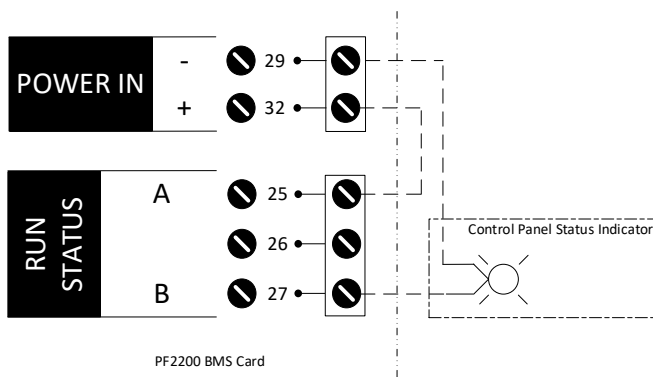 POWER IN
- 29
+ 32
RUN STATUS
A 25
26
B 27
Control Panel Status Indicator
PF2200 BMS Card